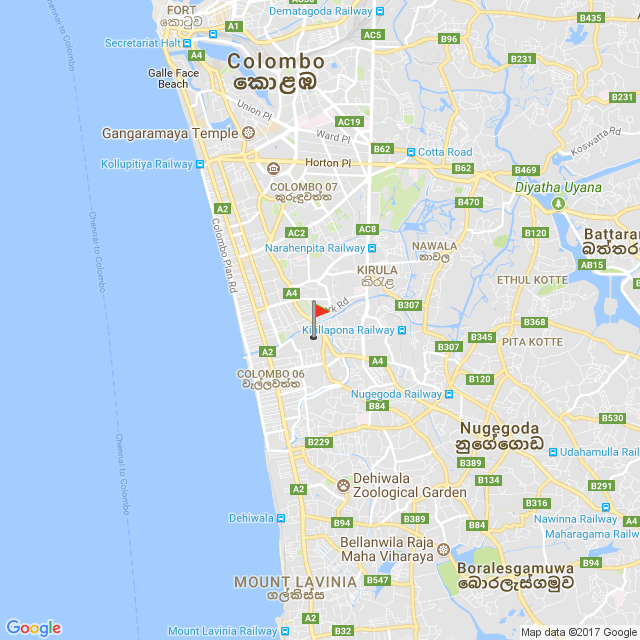 FORT
කොටුව
A1
Dematagoda Railway
B435
AC5
B96
Secretariat Halt
A4
Galle Face
Beach
Colombo
කොළඹ
B231
B231
Union Pl
AC19
Gangaramaya Temple
Ward Pl
Koswatta Rd
B62
Cotta Road
Kollupitiya Railway
Horton Pl
B62
B469
COLOMBO 07
කුරුඳුවත්ත
Diyatha Uyana
A2
B470
Colombo Plan Rd
AC2
AC8
B120
Battaram
බත්තර
Narahenpita Railway
NAWALA
නාවල
AB15
KIRULA
කිරුළ
ETHUL KOTTE
A4
Park Rd
B307
Kirillapona Railway
B368
B345
PITA KOTTE
A2
B307
A4
COLOMBO 06
වැල්ලවත්ත
B120
Nugegoda Railway
B84
B530
Nugegoda
නුගේගොඩ
B229
Udahamulla Rail
B389
Dehiwala
Zoological Garden
B134
B291
A2
B316
A4
Dehiwala
B94
B389
B84
Nawinna Railway
Maharagama Railway
Bellanwila Raja
Maha Viharaya
B94
MOUNT LAVINIA
ගල්කිස්ස
B547
Boralesgamuwa
බොරලැස්ගමුව
Chennai to Colombo
Chennai to Colombo
Google
Mount Lavinia Railway
B32
Map data ©2017 Google